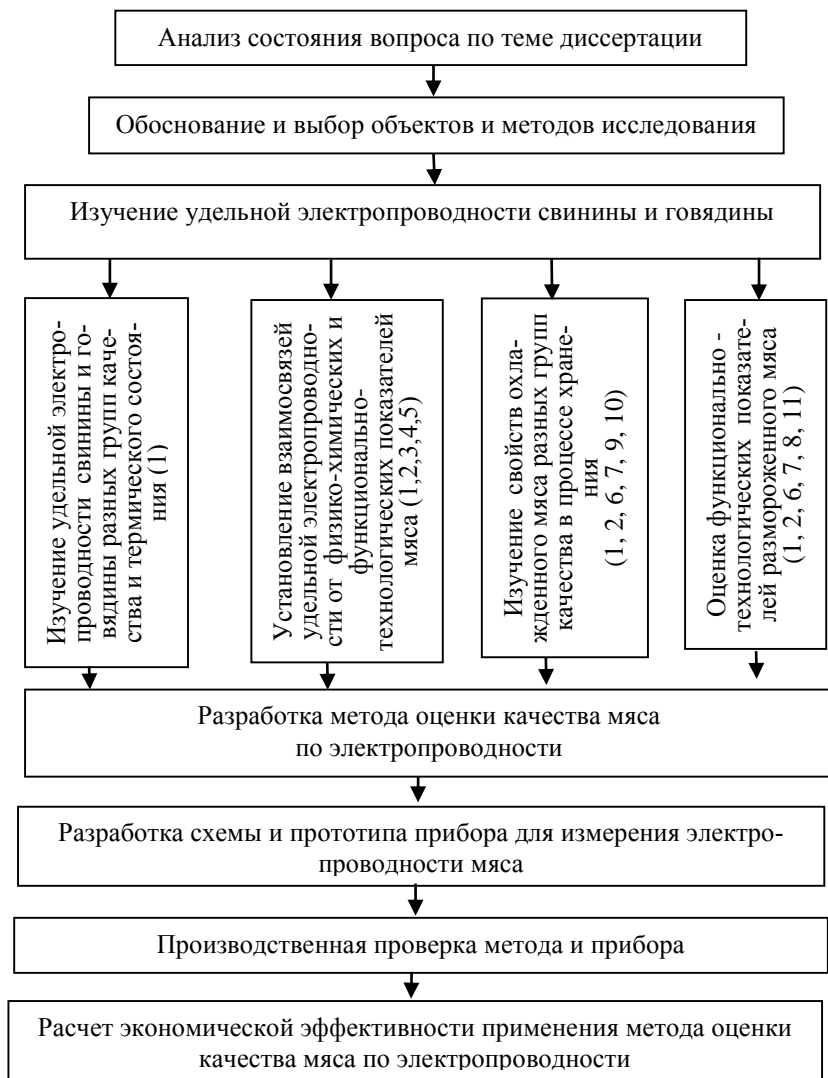 Анализ состояния вопроса по теме диссертации
Обоснование и выбор объектов и методов исследования
Изучение удельной электропроводности свинины и говядины
Изучение удельной электро-
проводности свинины и го-
вядины разных групп каче-
ства и термического состоя-
ния (1)
Установление взаимосвязей
удельной электропроводно-
сти от физико-химических и
функционально-
технологических показателей
мяса (1,2,3,4,5)
Изучение свойств охла-
жденного мяса разных групп
качества в процессе хране-
ния
(1, 2, 6, 7, 9, 10)
Оценка функционально -
технологических показате-
лей размороженного мяса
(1, 2, 6, 7, 8, 11)
Разработка метода оценки качества мяса
по электропроводности
Разработка схемы и прототипа прибора для измерения электро-
проводности мяса
Производственная проверка метода и прибора
Расчет экономической эффективности применения метода оценки
качества мяса по электропроводности